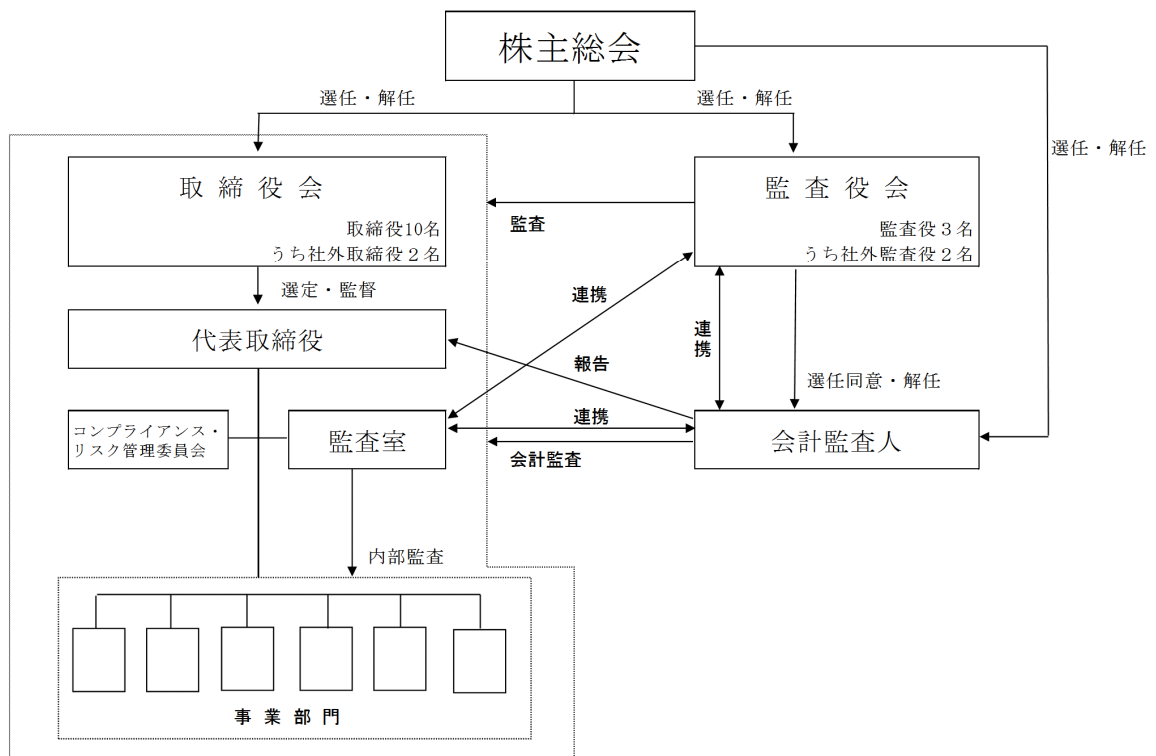 株主総会
選任・解任
選任・解任
選任・解任
取締役会
取締役10名
うち社外取締役２名
監査
監査役会
監査役３名
うち社外監査役２名
選定・監督
連携
連携
代表取締役
報告
選任同意・解任
コンプライアンス・
リスク管理委員会
監査室
連携
会計監査
会計監査人
内部監査
事業部門